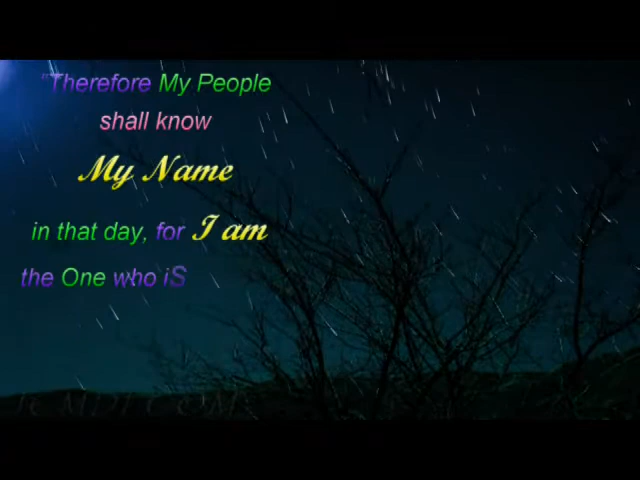 "Therefore My People
shall know
My Name
in that day, for I am
the One who iS